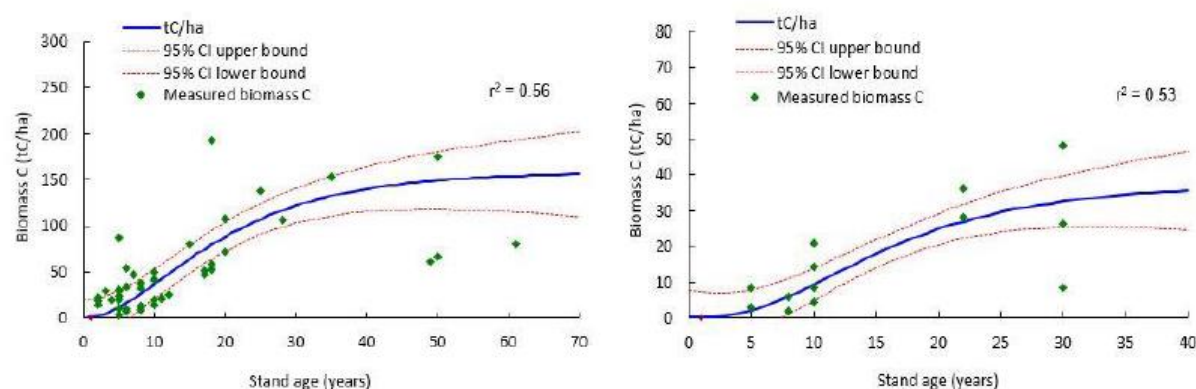 tC/ha
95% CI upper bound
95% CI lower bound
Measured biomass C
r² = 0.56
300
250
200
150
100
50
0
Biomass C (tC/ha)
0 10 20 30 40 50 60 70
Stand age (years)
tC/ha
95% CI upper bound
95% CI lower bound
Measured biomass C
r² = 0.53
80
70
60
50
40
30
20
10
0
Biomass C (tC/ha)
0 5 10 15 20 25 30 35 40
Stand age (years)